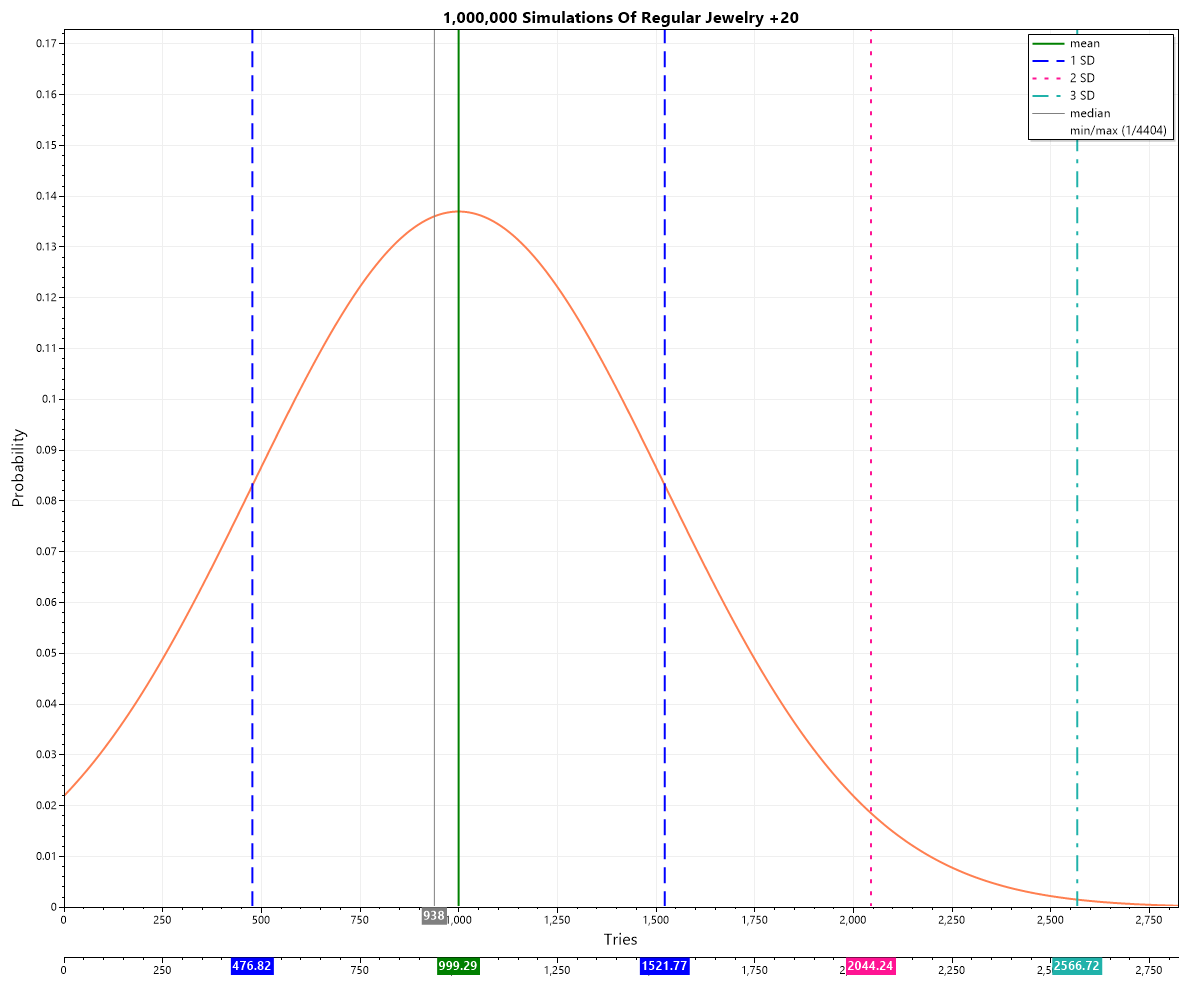 1,000,000 Simulations Of Regular Jewelry +20
mean
1 SD
2 SD
3 SD
median
min/max (1/4404)
0.17
0.16
0.15
0.14
0.13
0.12
0.11
0.1
0.09
0.08
0.07
0.06
0.05
0.04
0.03
0.02
0.01
0
Probability
0 250 500 750 938 1,000 1,250 1,500 1,750 2,000 2,250 2,500 2,750
Tries
476.82 999.29 1521.77 2044.24 2566.72
0 250 750 1,250 1,750 2,250 2,750